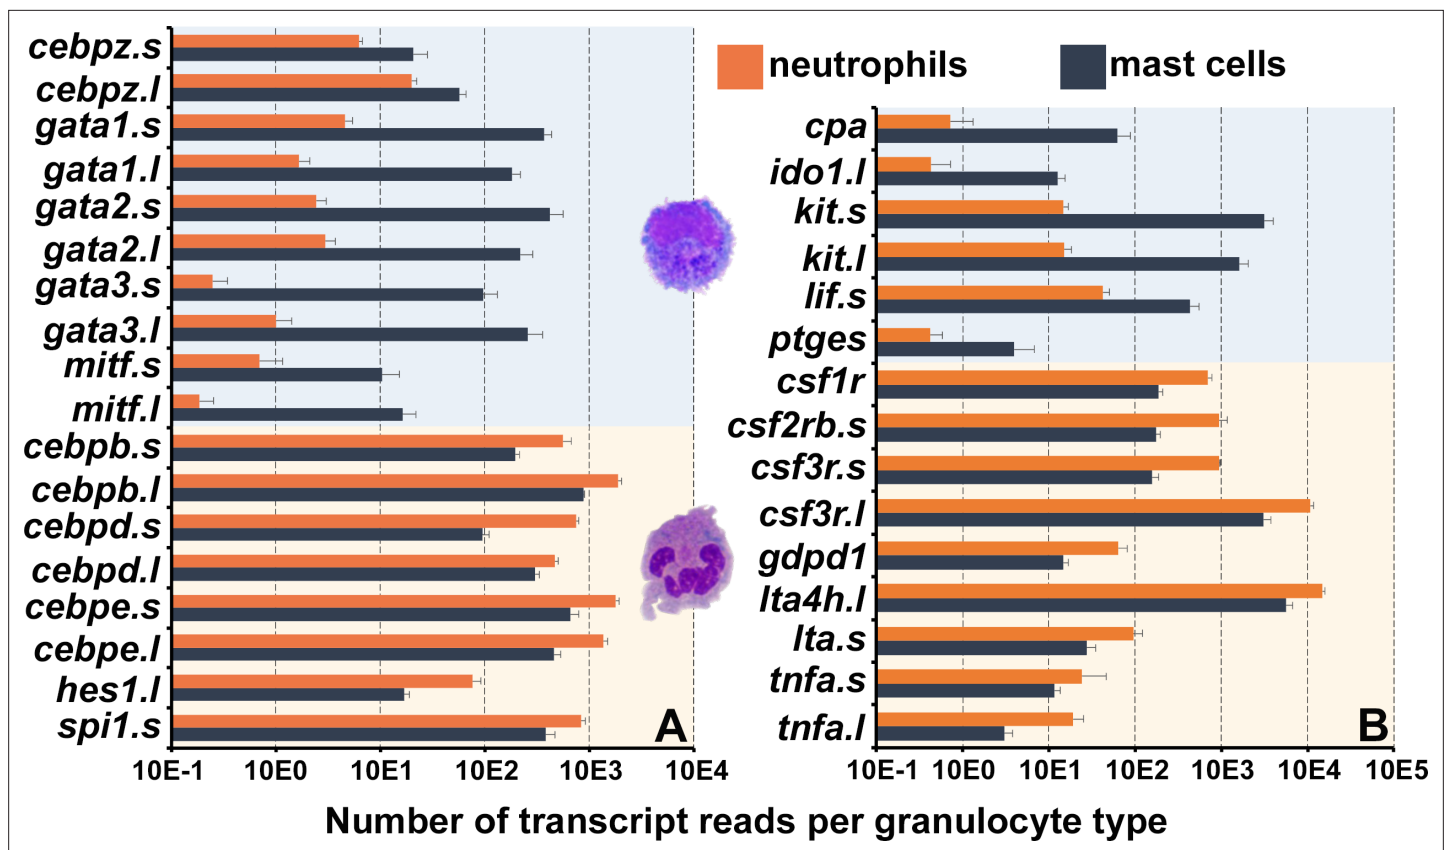 cebpz.s
cebpz.l
gata1.s
gata1.l
gata2.s
gata2.l
gata3.s
gata3.l
mitf.s
mitf.l
cebpb.s
cebpb.l
cebpd.s
cebpd.l
cebpe.s
cebpe.l
hes1.l
spi1.s
A
10E-1 10E0 10E1 10E2 10E3 10E4
neutrophils mast cells
cpa
ido1.l
kit.s
kit.l
lif.s
ptges
csf1r
csf2rb.s
csf3r.s
csf3r.l
gdpd1
lta4h.l
lta.s
tnfa.s
tnfa.l
B
10E-1 10E0 10E1 10E2 10E3 10E4 10E5
Number of transcript reads per granulocyte type